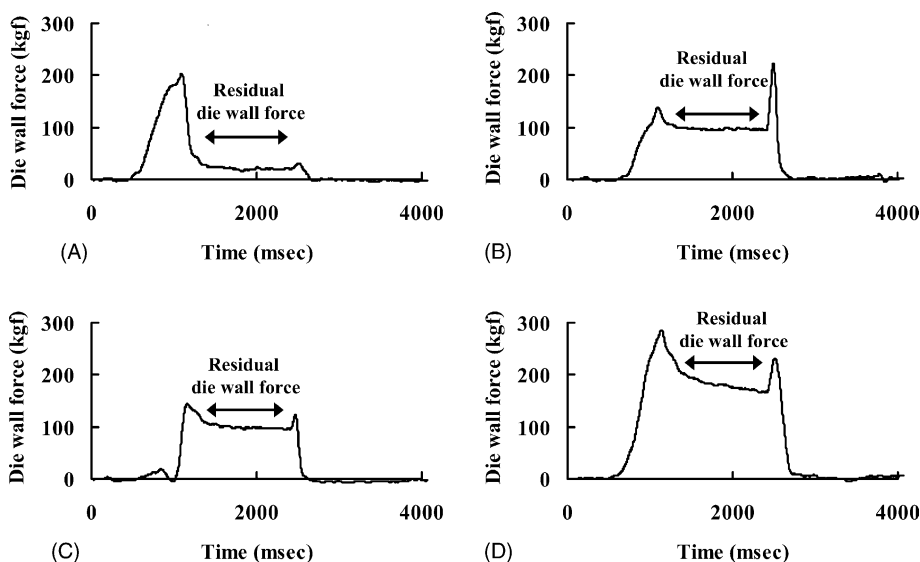 Die wall force (kgf)
300
200
100
0
Residual
die wall force
0
2000
4000
Time (msec)
(A)
Die wall force (kgf)
300
200
100
0
Residual
die wall force
0
2000
4000
Time (msec)
(B)
Die wall force (kgf)
300
200
100
0
Residual
die wall force
0
2000
4000
Time (msec)
(C)
Die wall force (kgf)
300
200
100
0
Residual
die wall force
0
2000
4000
Time (msec)
(D)